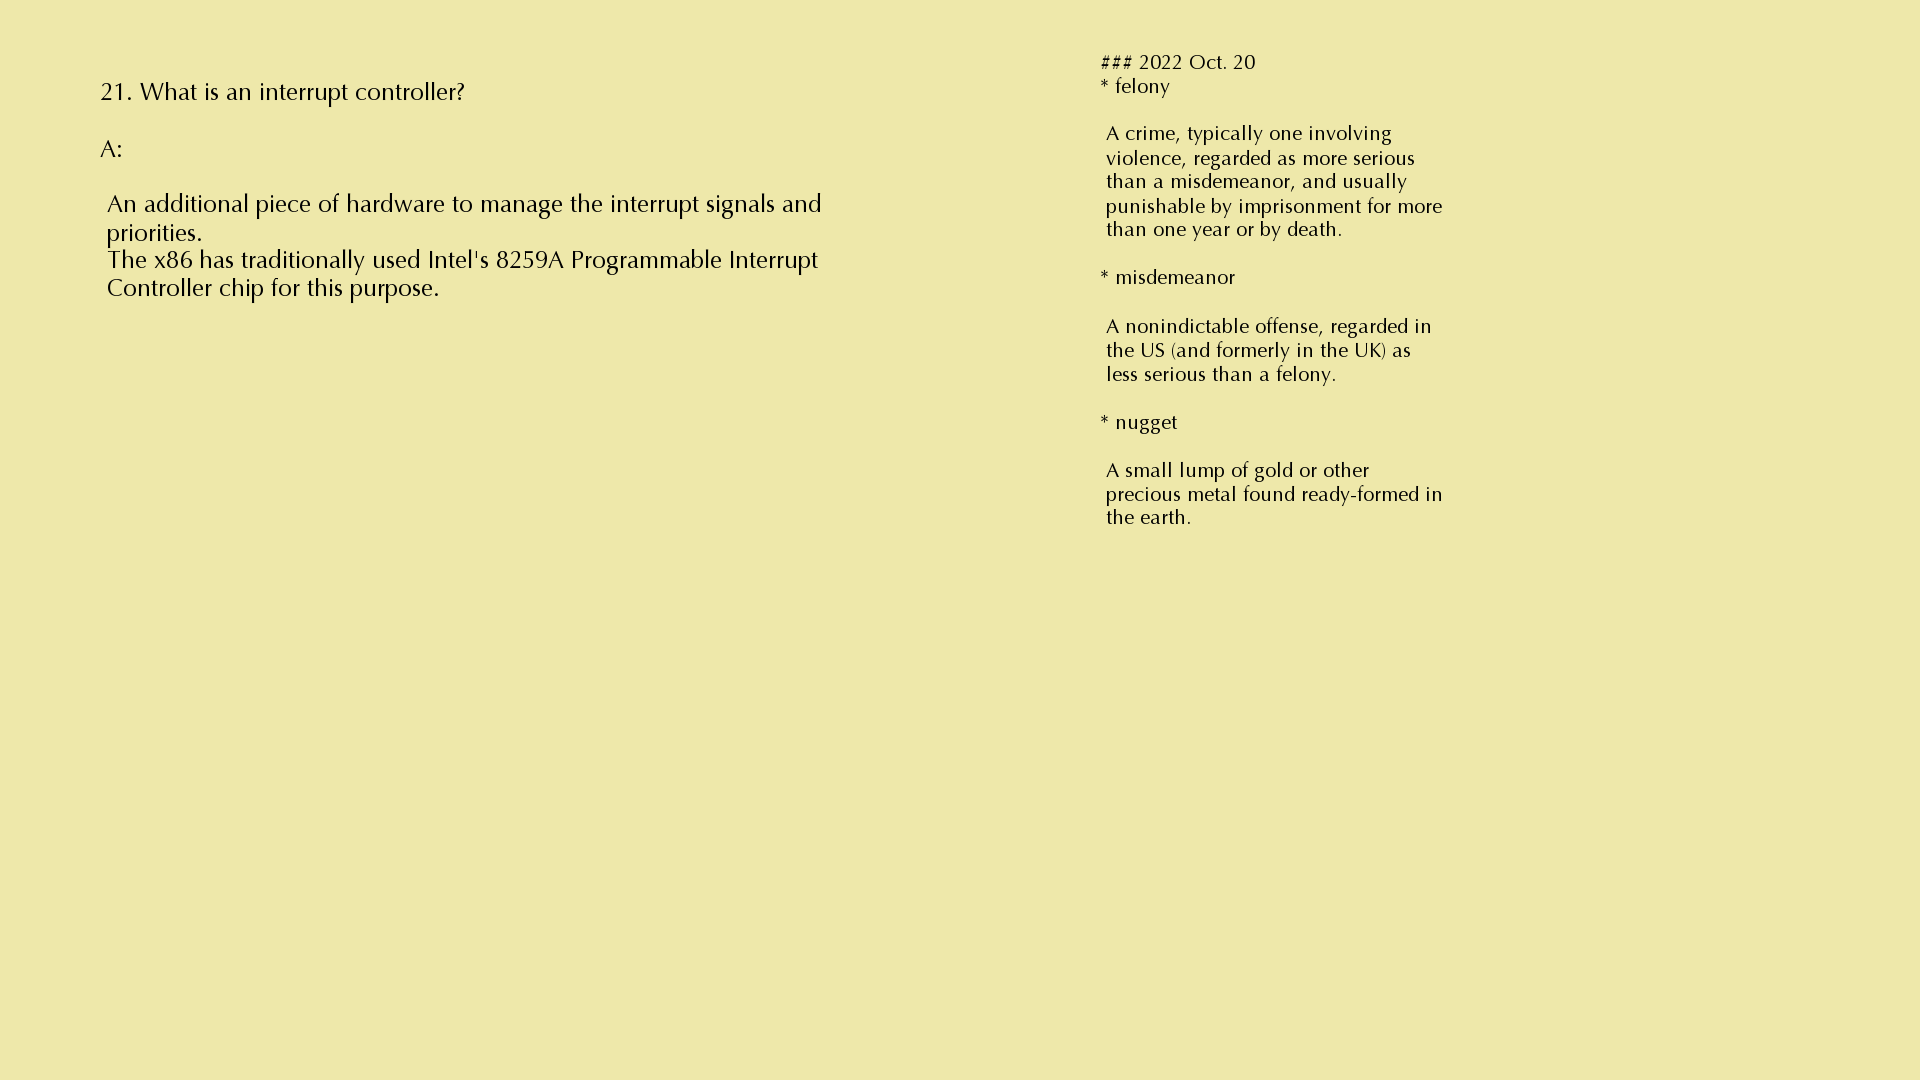 21. What is an interrupt controller?
A:
An additional piece of hardware to manage the interrupt signals and
priorities.
The x86 has traditionally used Intel's 8259A Programmable Interrupt
Controller chip for this purpose.
### 2022 Oct. 20
* felony
A crime, typically one involving
violence, regarded as more serious
than a misdemeanor, and usually
punishable by imprisonment for more
than one year or by death.
* misdemeanor
A nonindictable offense, regarded in
the US (and formerly in the UK) as
less serious than a felony.
* nugget
A small lump of gold or other
precious metal found ready-formed in
the earth.